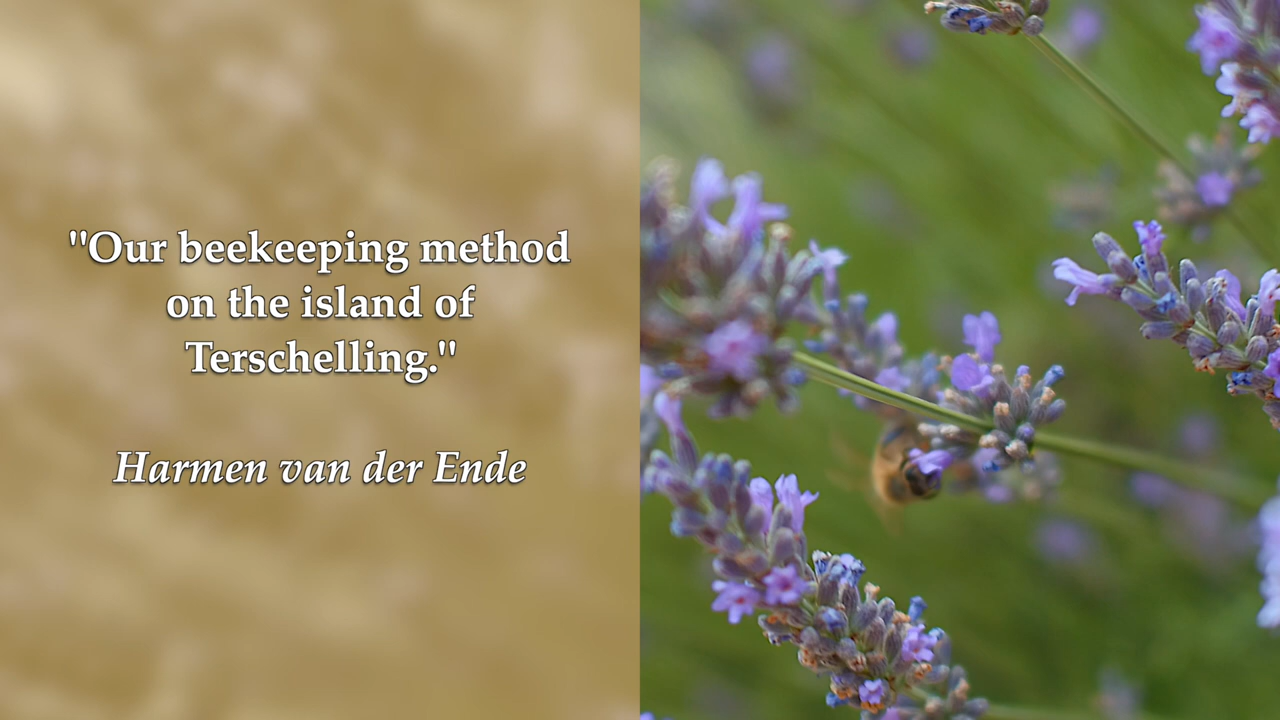 "Our beekeeping method
on the island of
Terschelling."
Harmen van der Ende